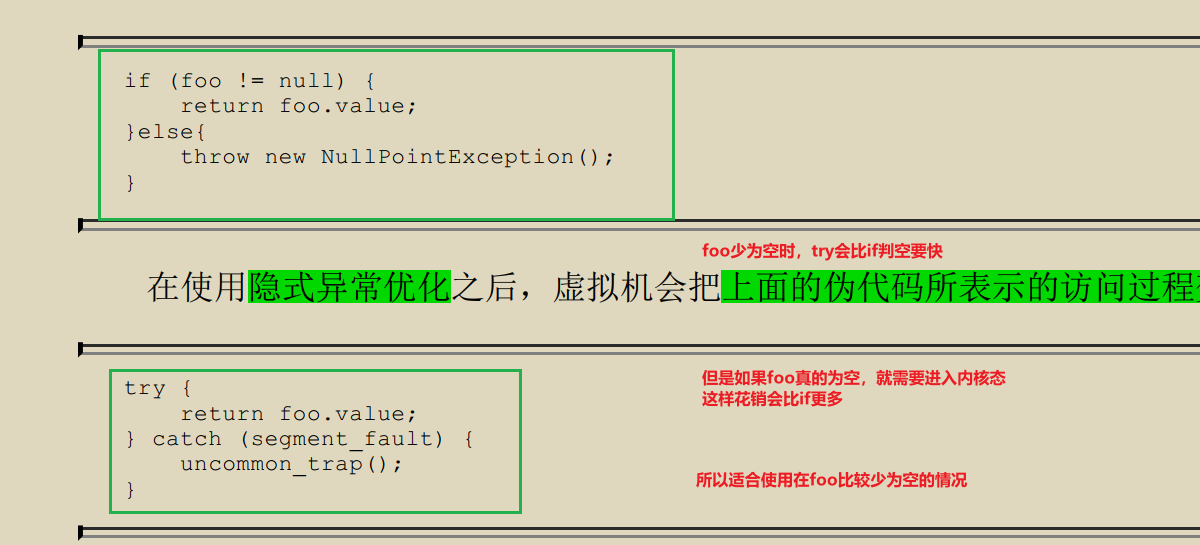 if (foo != null) {
    return foo.value;
}else{
    throw new NullPointException();
}
foo少为空时，try会比if判空要快
在使用隐式异常优化之后，虚拟机会把上面的伪代码所表示的访问过程
try {
    return foo.value;
} catch (segment_fault) {
    uncommon_trap();
}
但是如果foo真的为空，就需要进入内核态
这样花销会比if更多
所以适合使用在foo比较少为空的情况